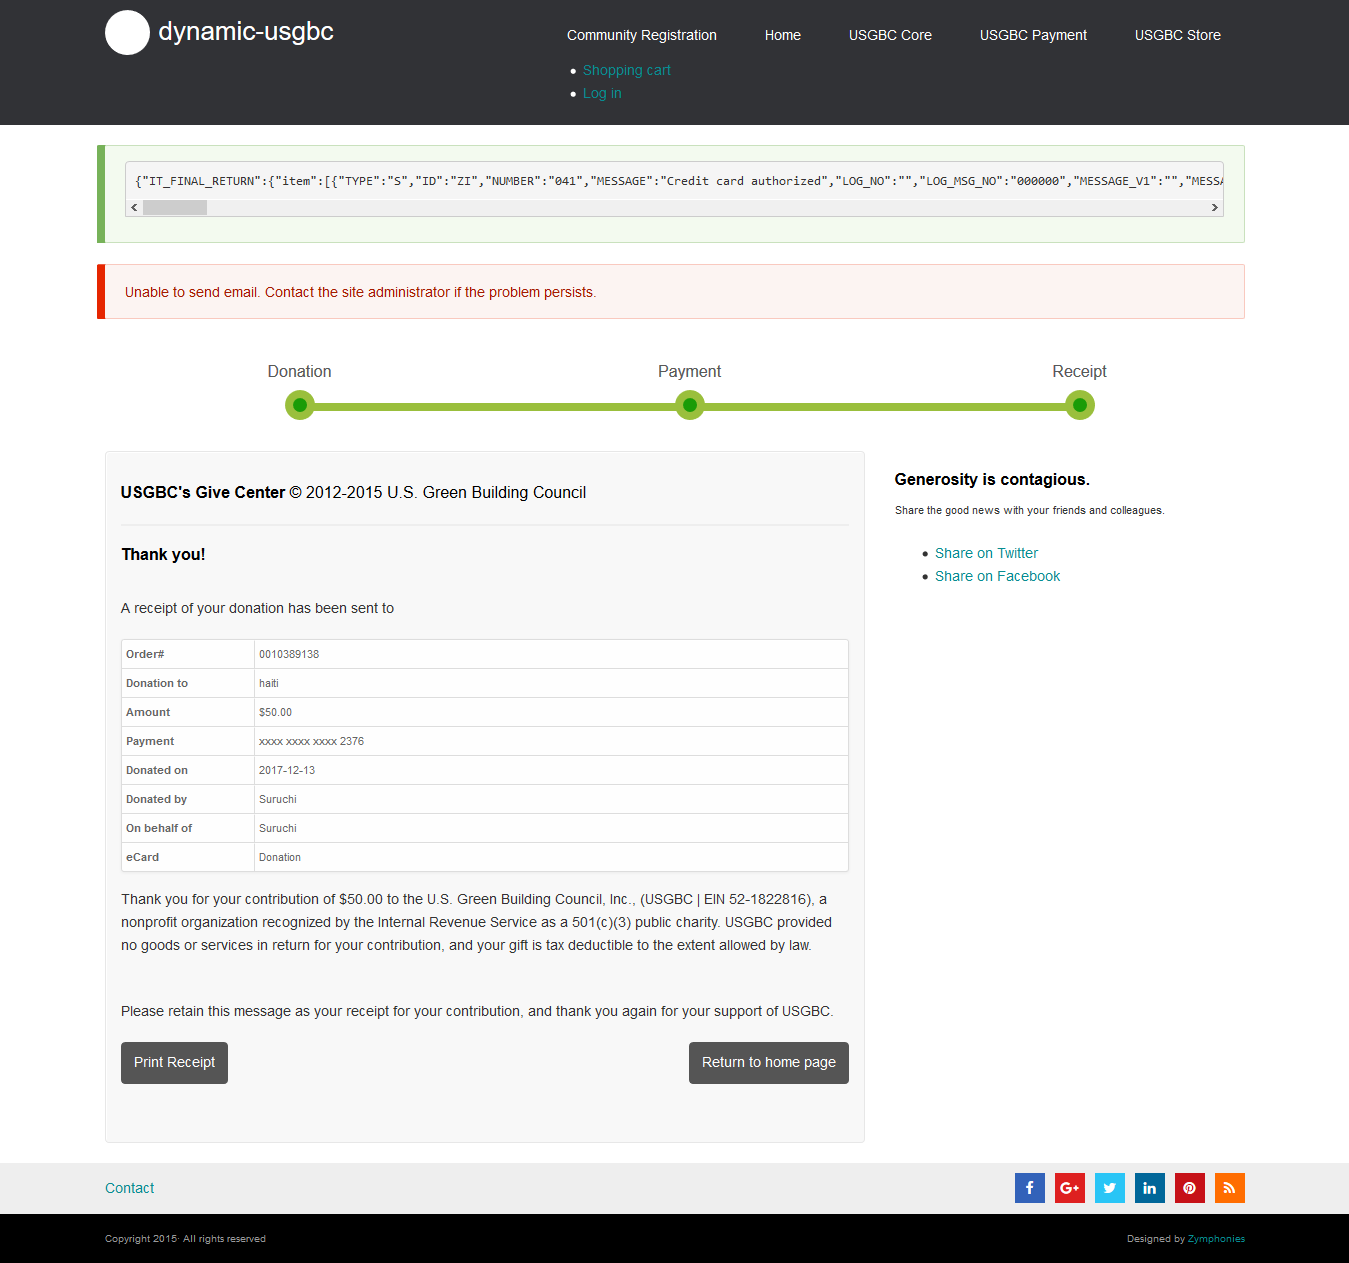 dynamic-usgbc
Community Registration
Home
USGBC Core
USGBC Payment
USGBC Store
Shopping cart
Log in
{"IT_FINAL_RETURN":{"item":[{"TYPE":"S","ID":"ZI","NUMBER":"041","MESSAGE":"Credit card authorized","LOG_NO":"","LOG_MSG_NO":"000000","MESSAGE_V1":"","MESSA
Unable to send email. Contact the site administrator if the problem persists.
Donation
Payment
Receipt
USGBC's Give Center © 2012-2015 U.S. Green Building Council
Thank you!
A receipt of your donation has been sent to
Order# 0010389138
Donation to haiti
Amount $50.00
Payment xxxx xxxx xxxx 2376
Donated on 2017-12-13
Donated by Suruchi
On behalf of Suruchi
eCard Donation
Thank you for your contribution of $50.00 to the U.S. Green Building Council, Inc., (USGBC | EIN 52-1822816), a
nonprofit organization recognized by the Internal Revenue Service as a 501(c)(3) public charity. USGBC provided
no goods or services in return for your contribution, and your gift is tax deductible to the extent allowed by law.
Please retain this message as your receipt for your contribution, and thank you again for your support of USGBC.
Print Receipt
Return to home page
Generosity is contagious.
Share the good news with your friends and colleagues.
Share on Twitter
Share on Facebook
Contact
Copyright 2015· All rights reserved
Designed by Zymphonies